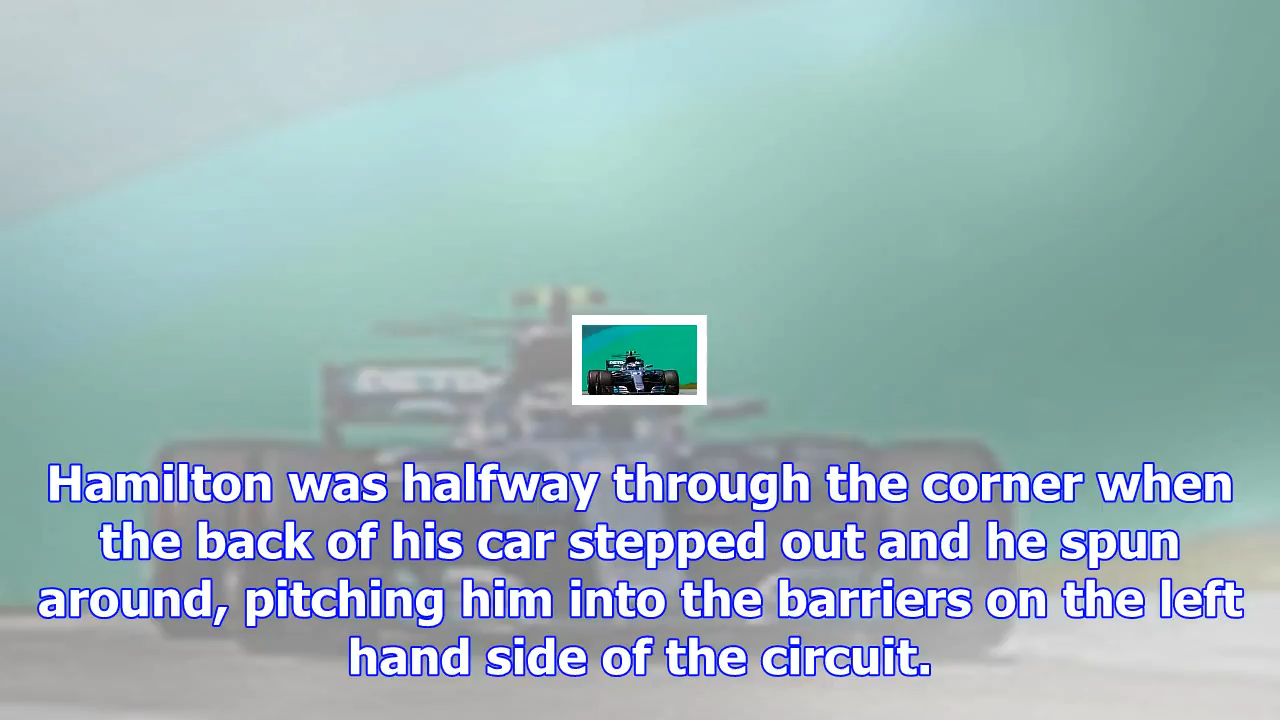 Hamilton was halfway through the corner when
the back of his car stepped out and he spun
around, pitching him into the barriers on the left
hand side of the circuit.